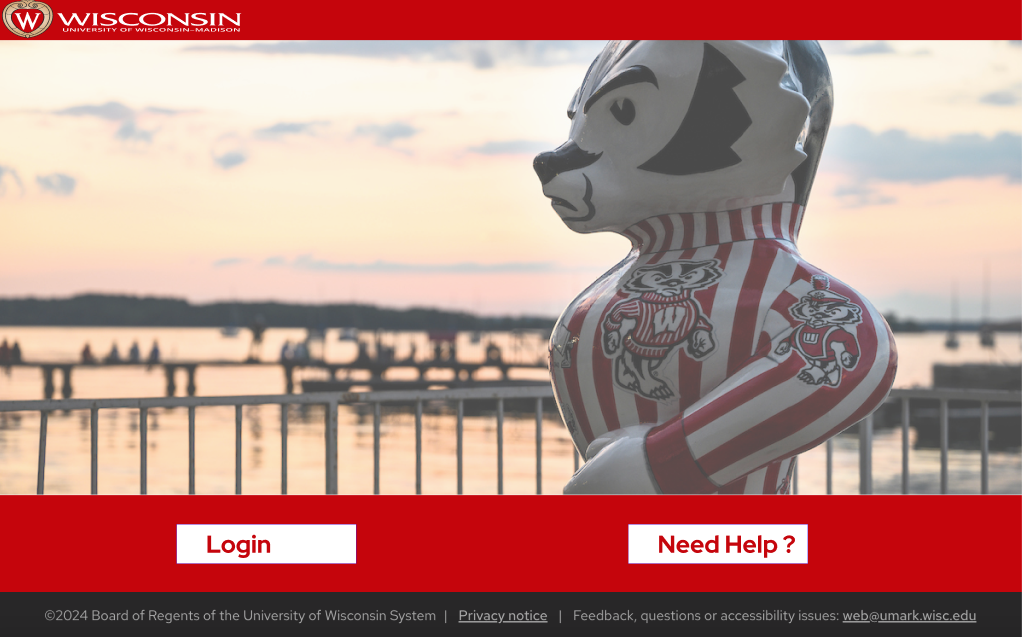 W WISCONSIN
UNIVERSITY OF WISCONSIN–MADISON
W
Login
Need Help ?
©2024 Board of Regents of the University of Wisconsin System | Privacy notice | Feedback, questions or accessibility issues: web@umark.wisc.edu